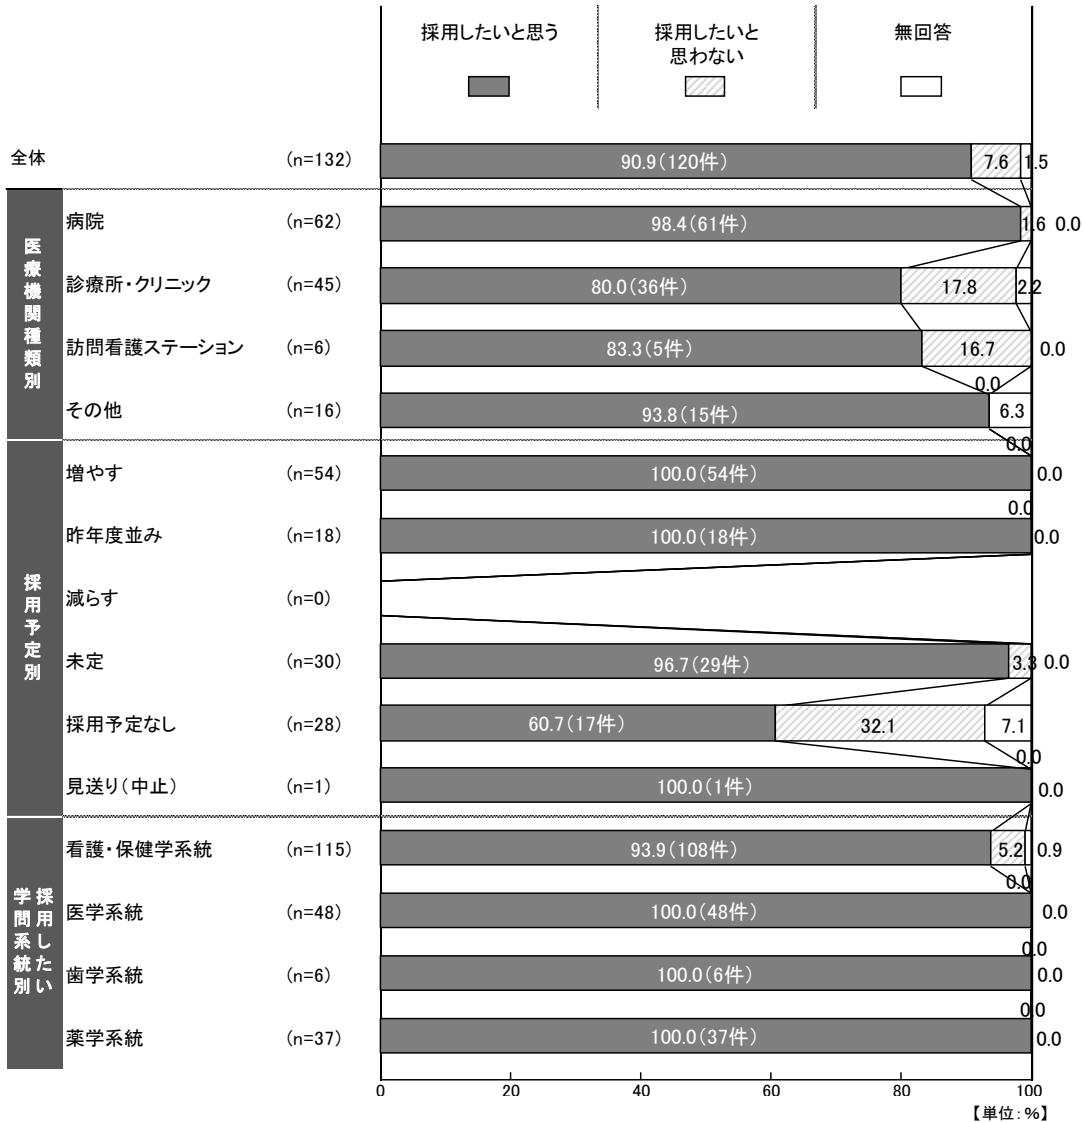 採用したいと思う
採用したいと
思わない
無回答
全体 (n=132) 90.9(120件) 7.6 1.5
医療機関種類別
病院 (n=62) 98.4(61件) 1.6 0.0
診療所・クリニック (n=45) 80.0(36件) 17.8 2.2
訪問看護ステーション (n=6) 83.3(5件) 16.7 0.0
0.0
その他 (n=16) 93.8(15件) 6.3
採用予定別
0.0
増やす (n=54) 100.0(54件) 0.0
0.0
昨年度並み (n=18) 100.0(18件) 0.0
減らす (n=0)
未定 (n=30) 96.7(29件) 3.3 0.0
採用予定なし (n=28) 60.7(17件) 32.1 7.1
0.0
見送り(中止) (n=1) 100.0(1件) 0.0
採用したい
学問系統別
看護・保健学系統 (n=115) 93.9(108件) 5.2 0.9
0.0
医学系統 (n=48) 100.0(48件) 0.0
0.0
歯学系統 (n=6) 100.0(6件) 0.0
0.0
薬学系統 (n=37) 100.0(37件) 0.0
0 20 40 60 80 100
【単位:%】